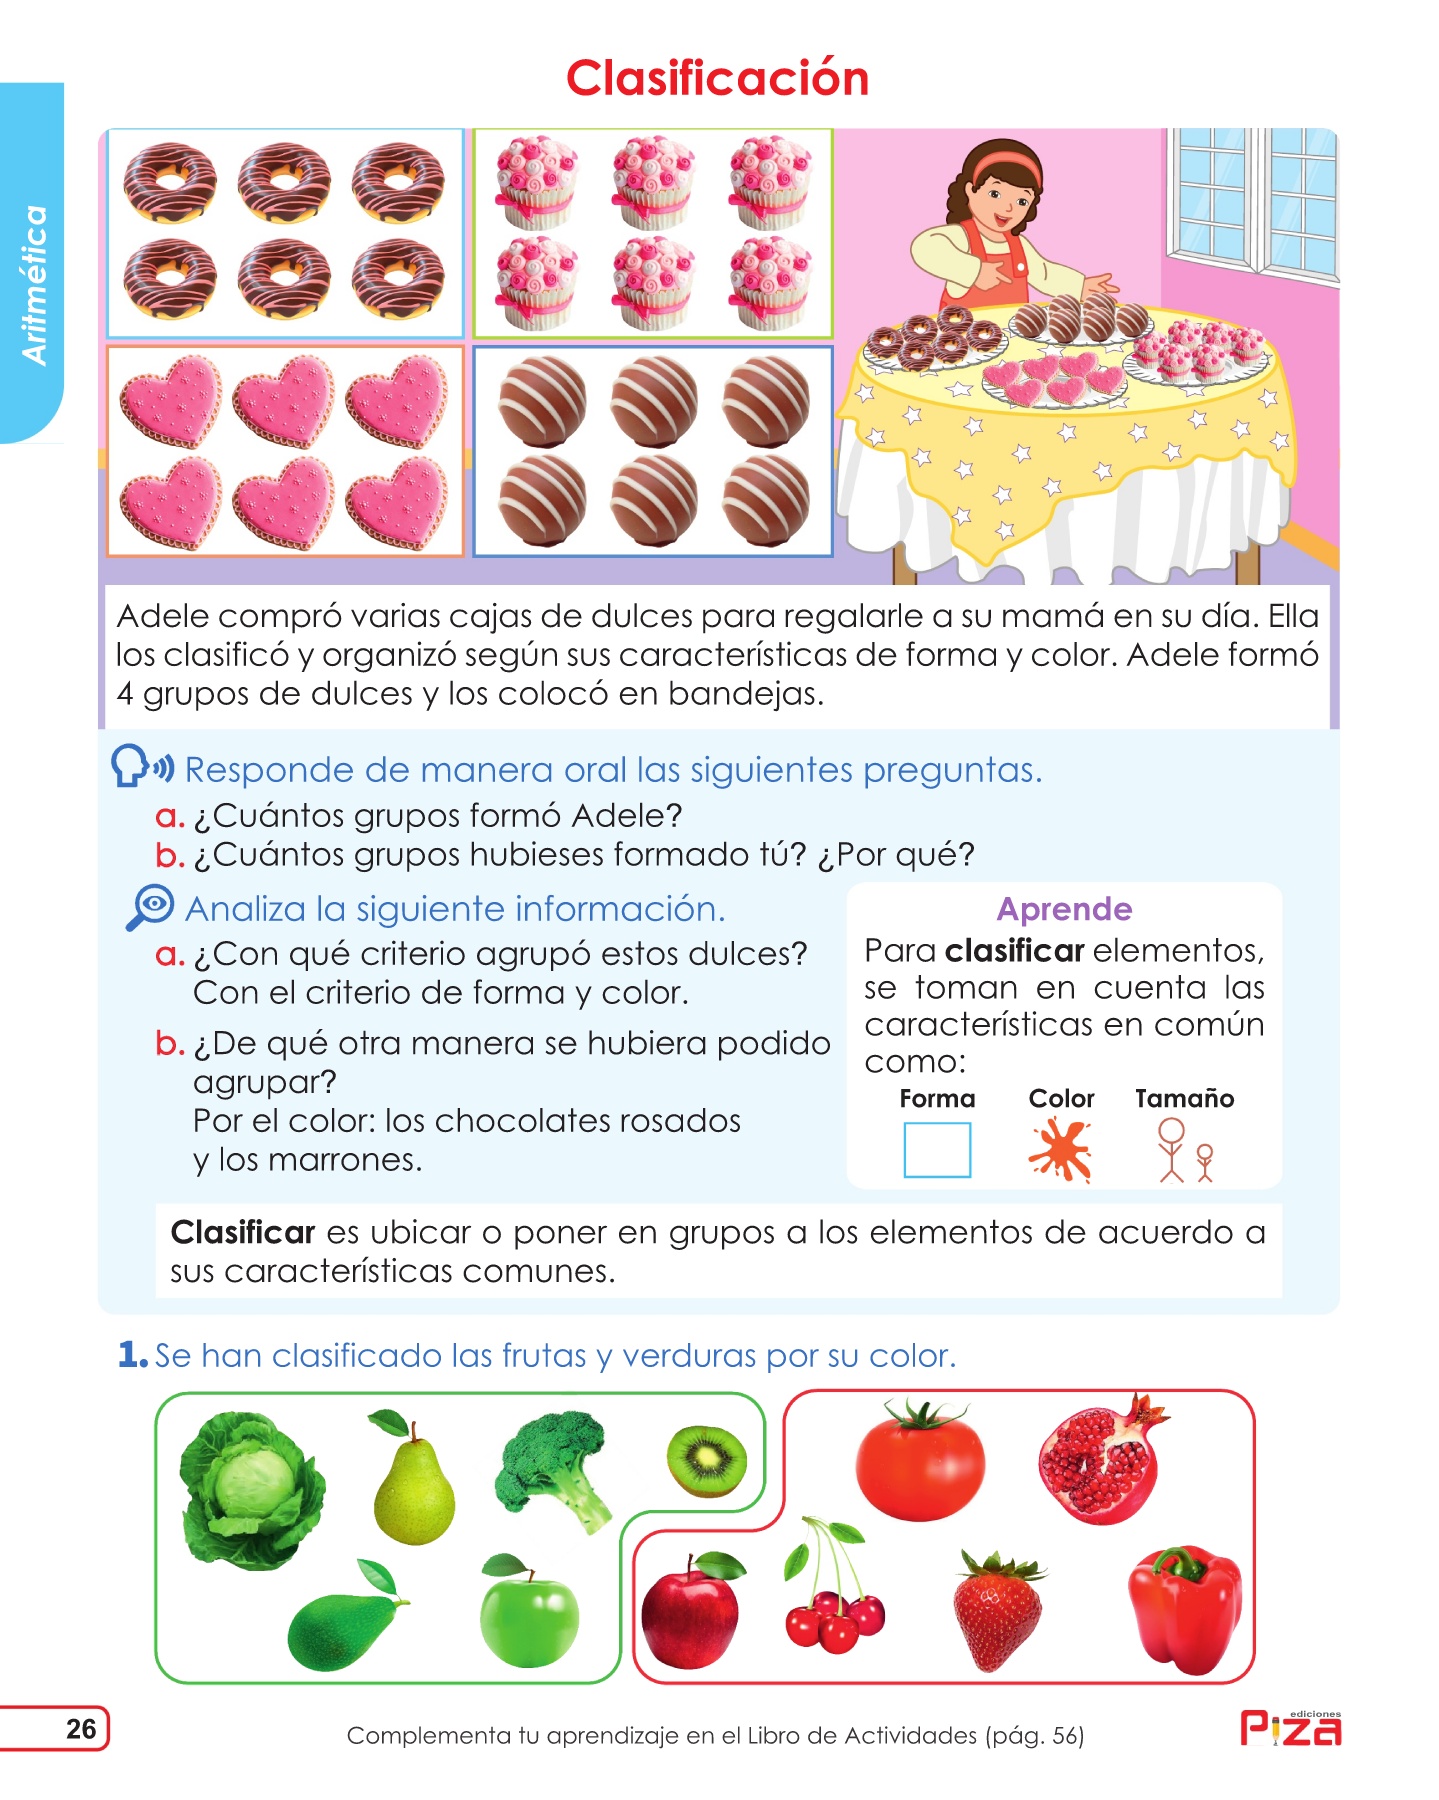 Clasificación
Aritmética
Adele compró varias cajas de dulces para regalarle a su mamá en su día. Ella
los clasificó y organizó según sus características de forma y color. Adele formó
4 grupos de dulces y los colocó en bandejas.
Responde de manera oral las siguientes preguntas.
a. ¿Cuántos grupos formó Adele?
b. ¿Cuántos grupos hubieses formado tú? ¿Por qué?
Analiza la siguiente información.
a. ¿Con qué criterio agrupó estos dulces?
Con el criterio de forma y color.
b. ¿De qué otra manera se hubiera podido
agrupar?
Por el color: los chocolates rosados
y los marrones.
Aprende
Para clasificar elementos,
se toman en cuenta las
características en común
como:
Forma Color Tamaño
Clasificar es ubicar o poner en grupos a los elementos de acuerdo a
sus características comunes.
1. Se han clasificado las frutas y verduras por su color.
26
Complementa tu aprendizaje en el Libro de Actividades (pág. 56)
ediciones
Piza